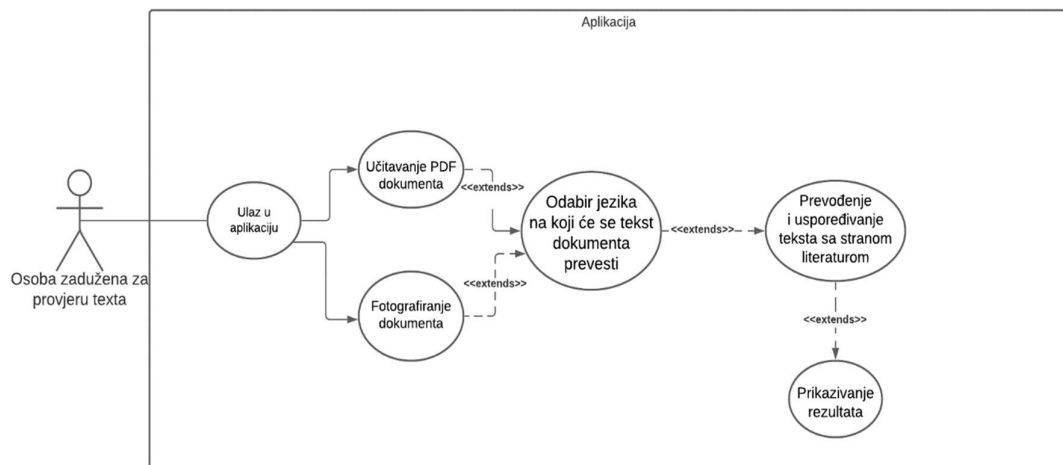 Aplikacija
Osoba zadužena za
provjeru texta
Ulaz u
aplikaciju
Učitavanje PDF
dokumenta
<<extends>>
Fotografiranje
dokumenta
<<extends>>
Odabir jezika
na koji će se tekst
dokumenta
prevesti
<<extends>>
Prevođenje
i uspoređivanje
teksta sa stranom
literaturom
<<extends>>
Prikazivanje
rezultata